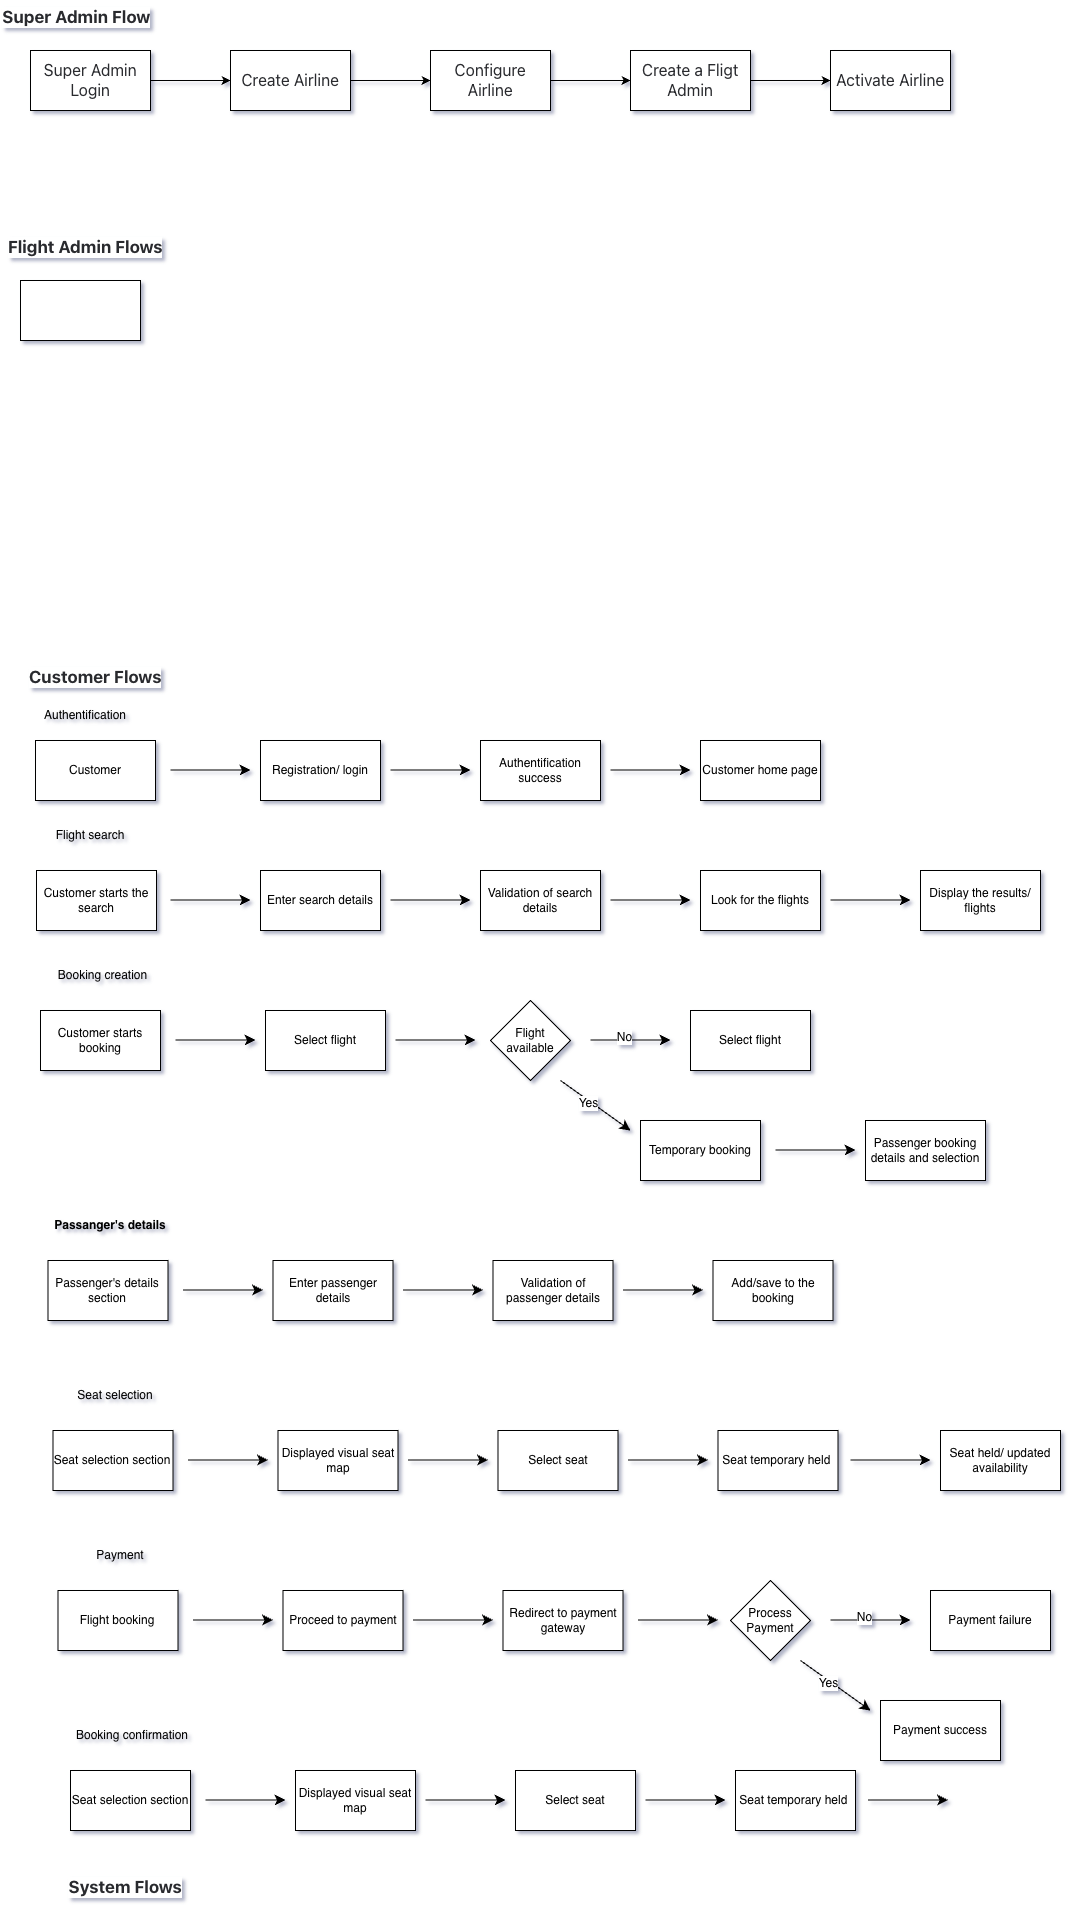 Super Admin Flow
Super Admin
Login
Create Airline
Configure
Airline
Create a Fligt
Admin
Activate Airline
Flight Admin Flows
Customer Flows
Authentification
Customer
Registration/ login
Authentification
success
Customer home page
Flight search
Customer starts the
search
Enter search details
Validation of search
details
Look for the flights
Display the results/
flights
Booking creation
Customer starts
booking
Select flight
Flight
available
No
Select flight
Yes
Temporary booking
Passenger booking
details and selection
Passanger's details
Passenger's details
section
Enter passenger
details
Validation of
passenger details
Add/save to the
booking
Seat selection
Seat selection section
Displayed visual seat
map
Select seat
Seat temporary held
Seat held/ updated
availability
Payment
Flight booking
Proceed to payment
Redirect to payment
gateway
Process
Payment
No
Payment failure
Yes
Payment success
Booking confirmation
Seat selection section
Displayed visual seat
map
Select seat
Seat temporary held
System Flows